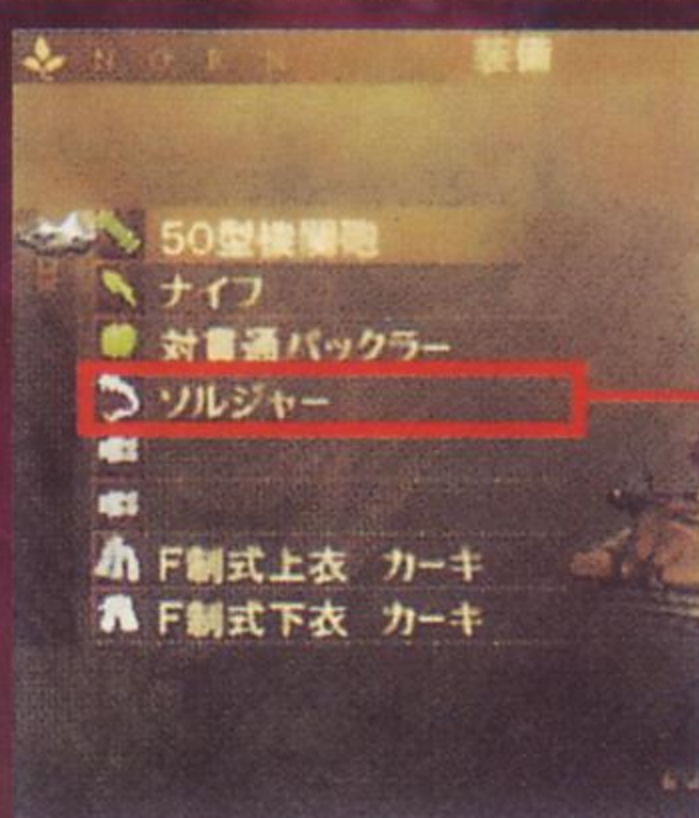 NORN 装備
50型機関砲
ナイフ
対貫通バックラー
ソルジャー
F制式上衣 カーキ
F制式下衣 カーキ